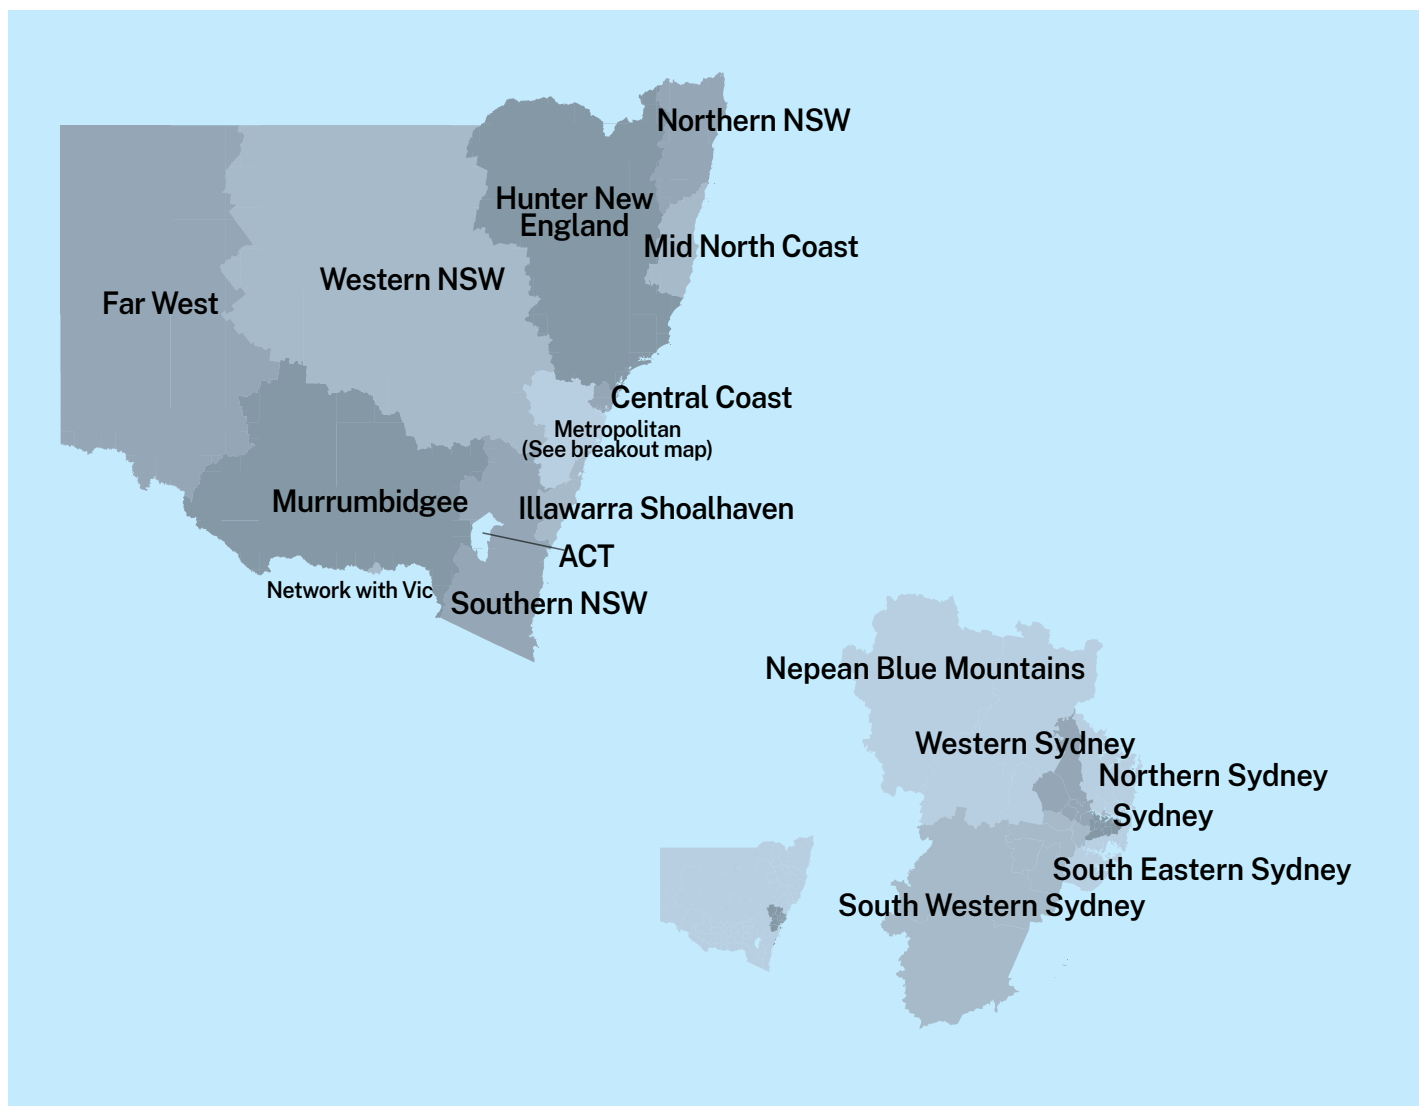 Northern NSW
Hunter New
England
Mid North Coast
Western NSW
Far West
Central Coast
Metropolitan
(See breakout map)
Murrumbidgee
Illawarra Shoalhaven
ACT
Network with Vic
Southern NSW
Nepean Blue Mountains
Western Sydney
Northern Sydney
Sydney
South Eastern Sydney
South Western Sydney